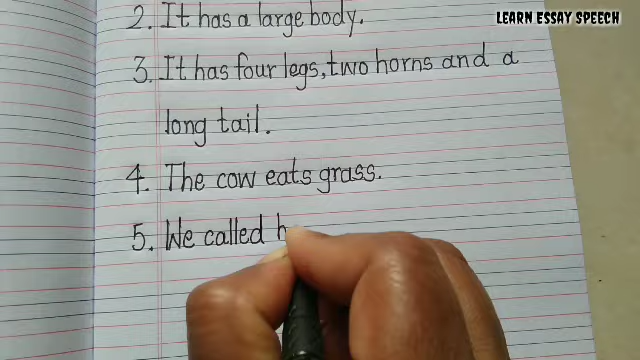 LEARN ESSAY SPEECH
2. It has a large body.
3. It has four legs, two horns and a
long tail.
4. The cow eats grass.
5. We called h